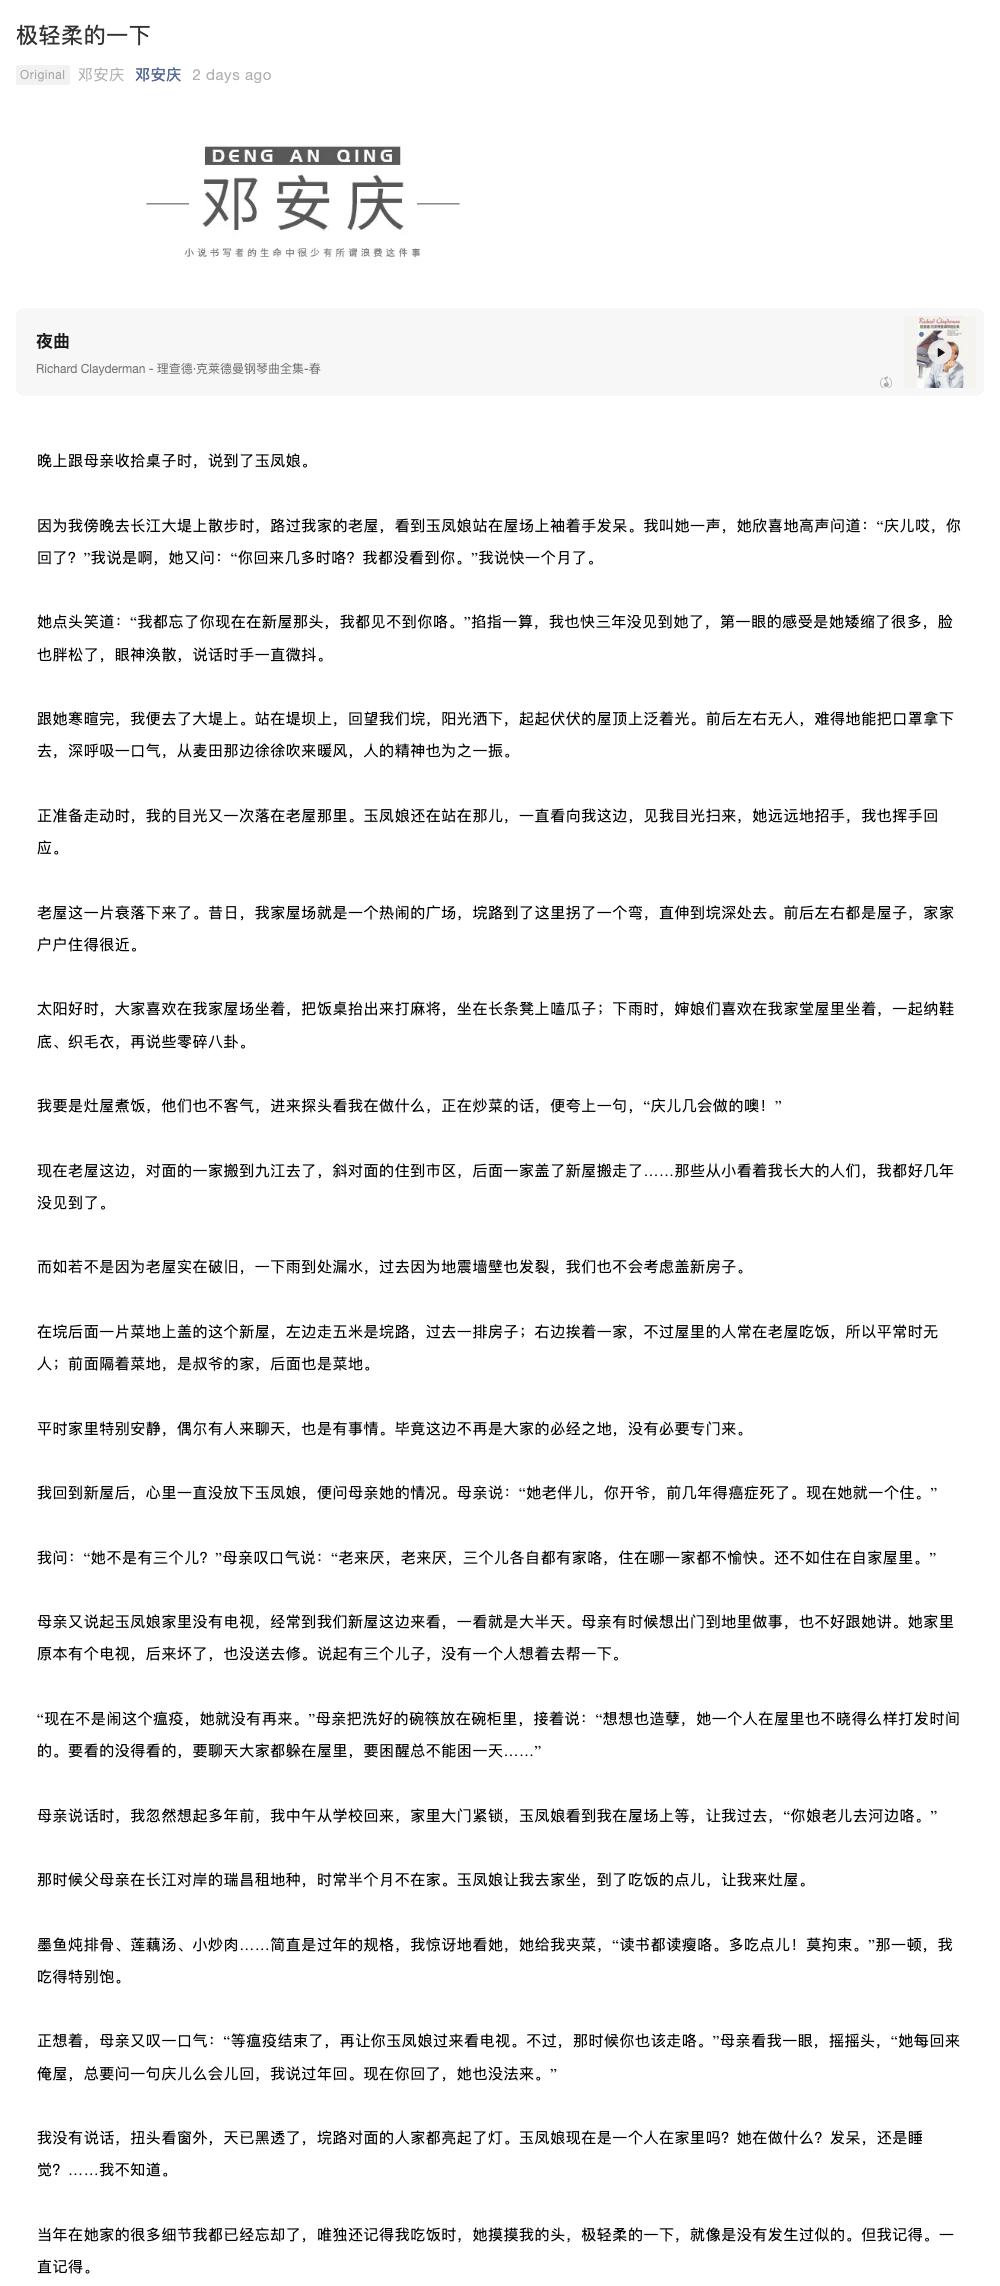 极轻柔的一下
Original 邓安庆 邓安庆 2 days ago
DENG AN QING
邓安庆
小说书写者的生命中很少有所谓浪费这件事
夜曲
Richard Clayderman - 理查德·克莱德曼钢琴曲全集-春
Richard Clayderman
晚上跟母亲收拾桌子时，说到了玉凤娘。
因为我傍晚去长江大堤上散步时，路过我家的老屋，看到玉凤娘站在屋场上袖着手发呆。我叫她一声，她欣喜地高声问道：“庆儿哎，你
回了？”我说是啊，她又问：“你回来几多时咯？我都没看到你。”我说快一个月了。
她点头笑道：“我都忘了你现在在新屋那头，我都见不到你咯。”掐指一算，我也快三年没见到她了，第一眼的感受是她矮缩了很多，脸
也胖松了，眼神涣散，说话时手一直微抖。
跟她寒暄完，我便去了大堤上。站在堤坝上，回望我们垸，阳光洒下，起起伏伏的屋顶上泛着光。前后左右无人，难得地能把口罩拿下
去，深呼吸一口气，从麦田那边徐徐吹来暖风，人的精神也为之一振。
正准备走动时，我的目光又一次落在老屋那里。玉凤娘还在站在那儿，一直看向我这边，见我目光扫来，她远远地招手，我也挥手回
应。
老屋这一片衰落下来了。昔日，我家屋场就是一个热闹的广场，垸路到了这里拐了一个弯，直伸到垸深处去。前后左右都是屋子，家家
户户住得很近。
太阳好时，大家喜欢在我家屋场坐着，把饭桌抬出来打麻将，坐在长条凳上嗑瓜子；下雨时，婶娘们喜欢在我家堂屋里坐着，一起纳鞋
底、织毛衣，再说些零碎八卦。
我要是灶屋煮饭，他们也不客气，进来探头看我在做什么，正在炒菜的话，便夸上一句，“庆儿几会做的噢！”
现在老屋这边，对面的一家搬到九江去了，斜对面的住到市区，后面一家盖了新屋搬走了……那些从小看着我长大的人们，我都好几年
没见到了。
而如若不是因为老屋实在破旧，一下雨到处漏水，过去因为地震墙壁也发裂，我们也不会考虑盖新房子。
在垸后面一片菜地上盖的这个新屋，左边走五米是垸路，过去一排房子；右边挨着一家，不过屋里的人常在老屋吃饭，所以平常时无
人；前面隔着菜地，是叔爷的家，后面也是菜地。
平时家里特别安静，偶尔有人来聊天，也是有事情。毕竟这边不再是大家的必经之地，没有必要专门来。
我回到新屋后，心里一直没放下玉凤娘，便问母亲她的情况。母亲说：“她老伴儿，你开爷，前几年得癌症死了。现在她就一个住。”
我问：“她不是有三个儿？”母亲叹口气说：“老来厌，老来厌，三个儿各自都有家咯，住在哪一家都不愉快。还不如住在自家屋里。”
母亲又说起玉凤娘家里没有电视，经常到我们新屋这边来看，一看就是大半天。母亲有时候想出门到地里做事，也不好跟她讲。她家里
原本有个电视，后来坏了，也没送去修。说起有三个儿子，没有一个人想着去帮一下。
“现在不是闹这个瘟疫，她就没有再来。”母亲把洗好的碗筷放在碗柜里，接着说：“想想也造孽，她一个人在屋里也不晓得么样打发时间
的。要看的没得看的，要聊天大家都躲在屋里，要困醒总不能困一天……”
母亲说话时，我忽然想起多年前，我中午从学校回来，家里大门紧锁，玉凤娘看到我在屋场上等，让我过去，“你娘老儿去河边咯。”
那时候父母亲在长江对岸的瑞昌租地种，时常半个月不在家。玉凤娘让我去家坐，到了吃饭的点儿，让我来灶屋。
墨鱼炖排骨、莲藕汤、小炒肉……简直是过年的规格，我惊讶地看她，她给我夹菜，“读书都读瘦咯。多吃点儿！莫拘束。”那一顿，我
吃得特别饱。
正想着，母亲又叹一口气：“等瘟疫结束了，再让你玉凤娘过来看电视。不过，那时候你也该走咯。”母亲看我一眼，摇摇头，“她每回来
俺屋，总要问一句庆儿么会儿回，我说过年回。现在你回了，她也没法来。”
我没有说话，扭头看窗外，天已黑透了，垸路对面的人家都亮起了灯。玉凤娘现在是一个人在家里吗？她在做什么？发呆，还是睡
觉？……我不知道。
当年在她家的很多细节我都已经忘却了，唯独还记得我吃饭时，她摸摸我的头，极轻柔的一下，就像是没有发生过似的。但我记得。一
直记得。